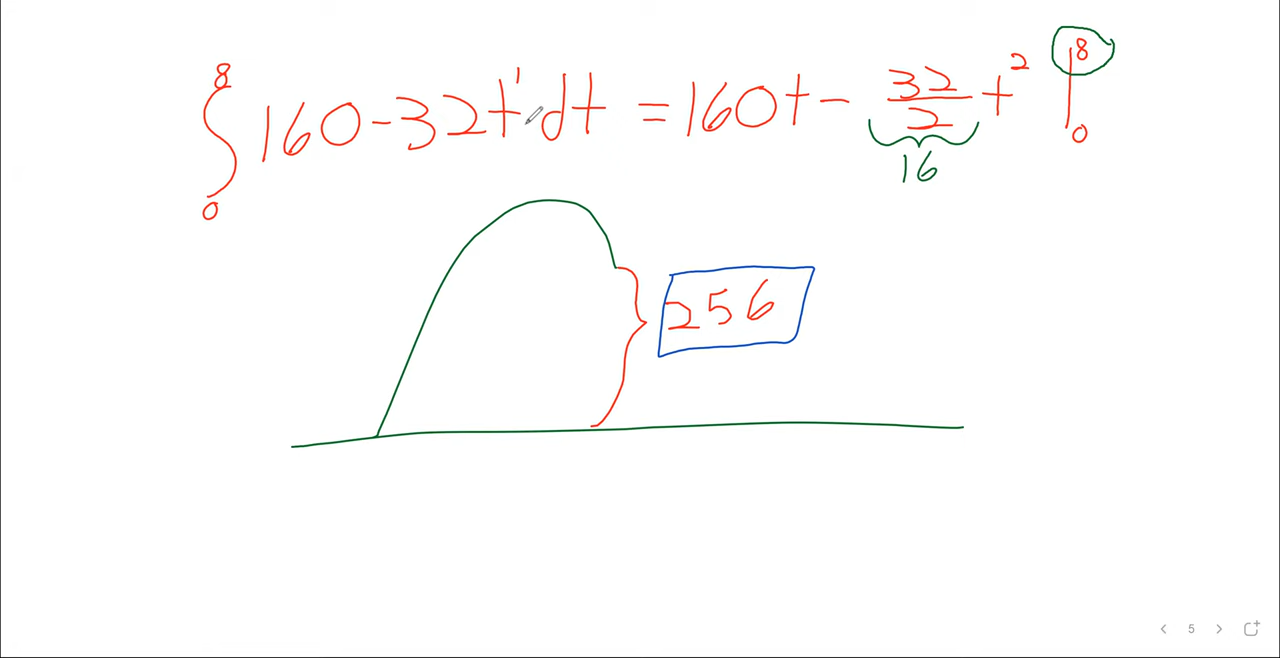 ∫₀⁸ 160 - 32t¹ dt = 160t - 32/2 t² |₀⁸
16
256
5